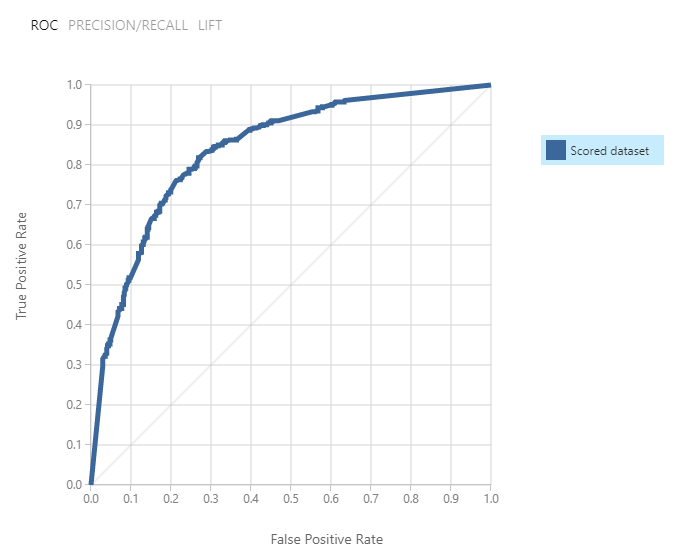 ROC PRECISION/RECALL LIFT
1.0
0.9
0.8
0.7
0.6
0.5
0.4
0.3
0.2
0.1
0.0
True Positive Rate
0.0 0.1 0.2 0.3 0.4 0.5 0.6 0.7 0.8 0.9 1.0
False Positive Rate
Scored dataset